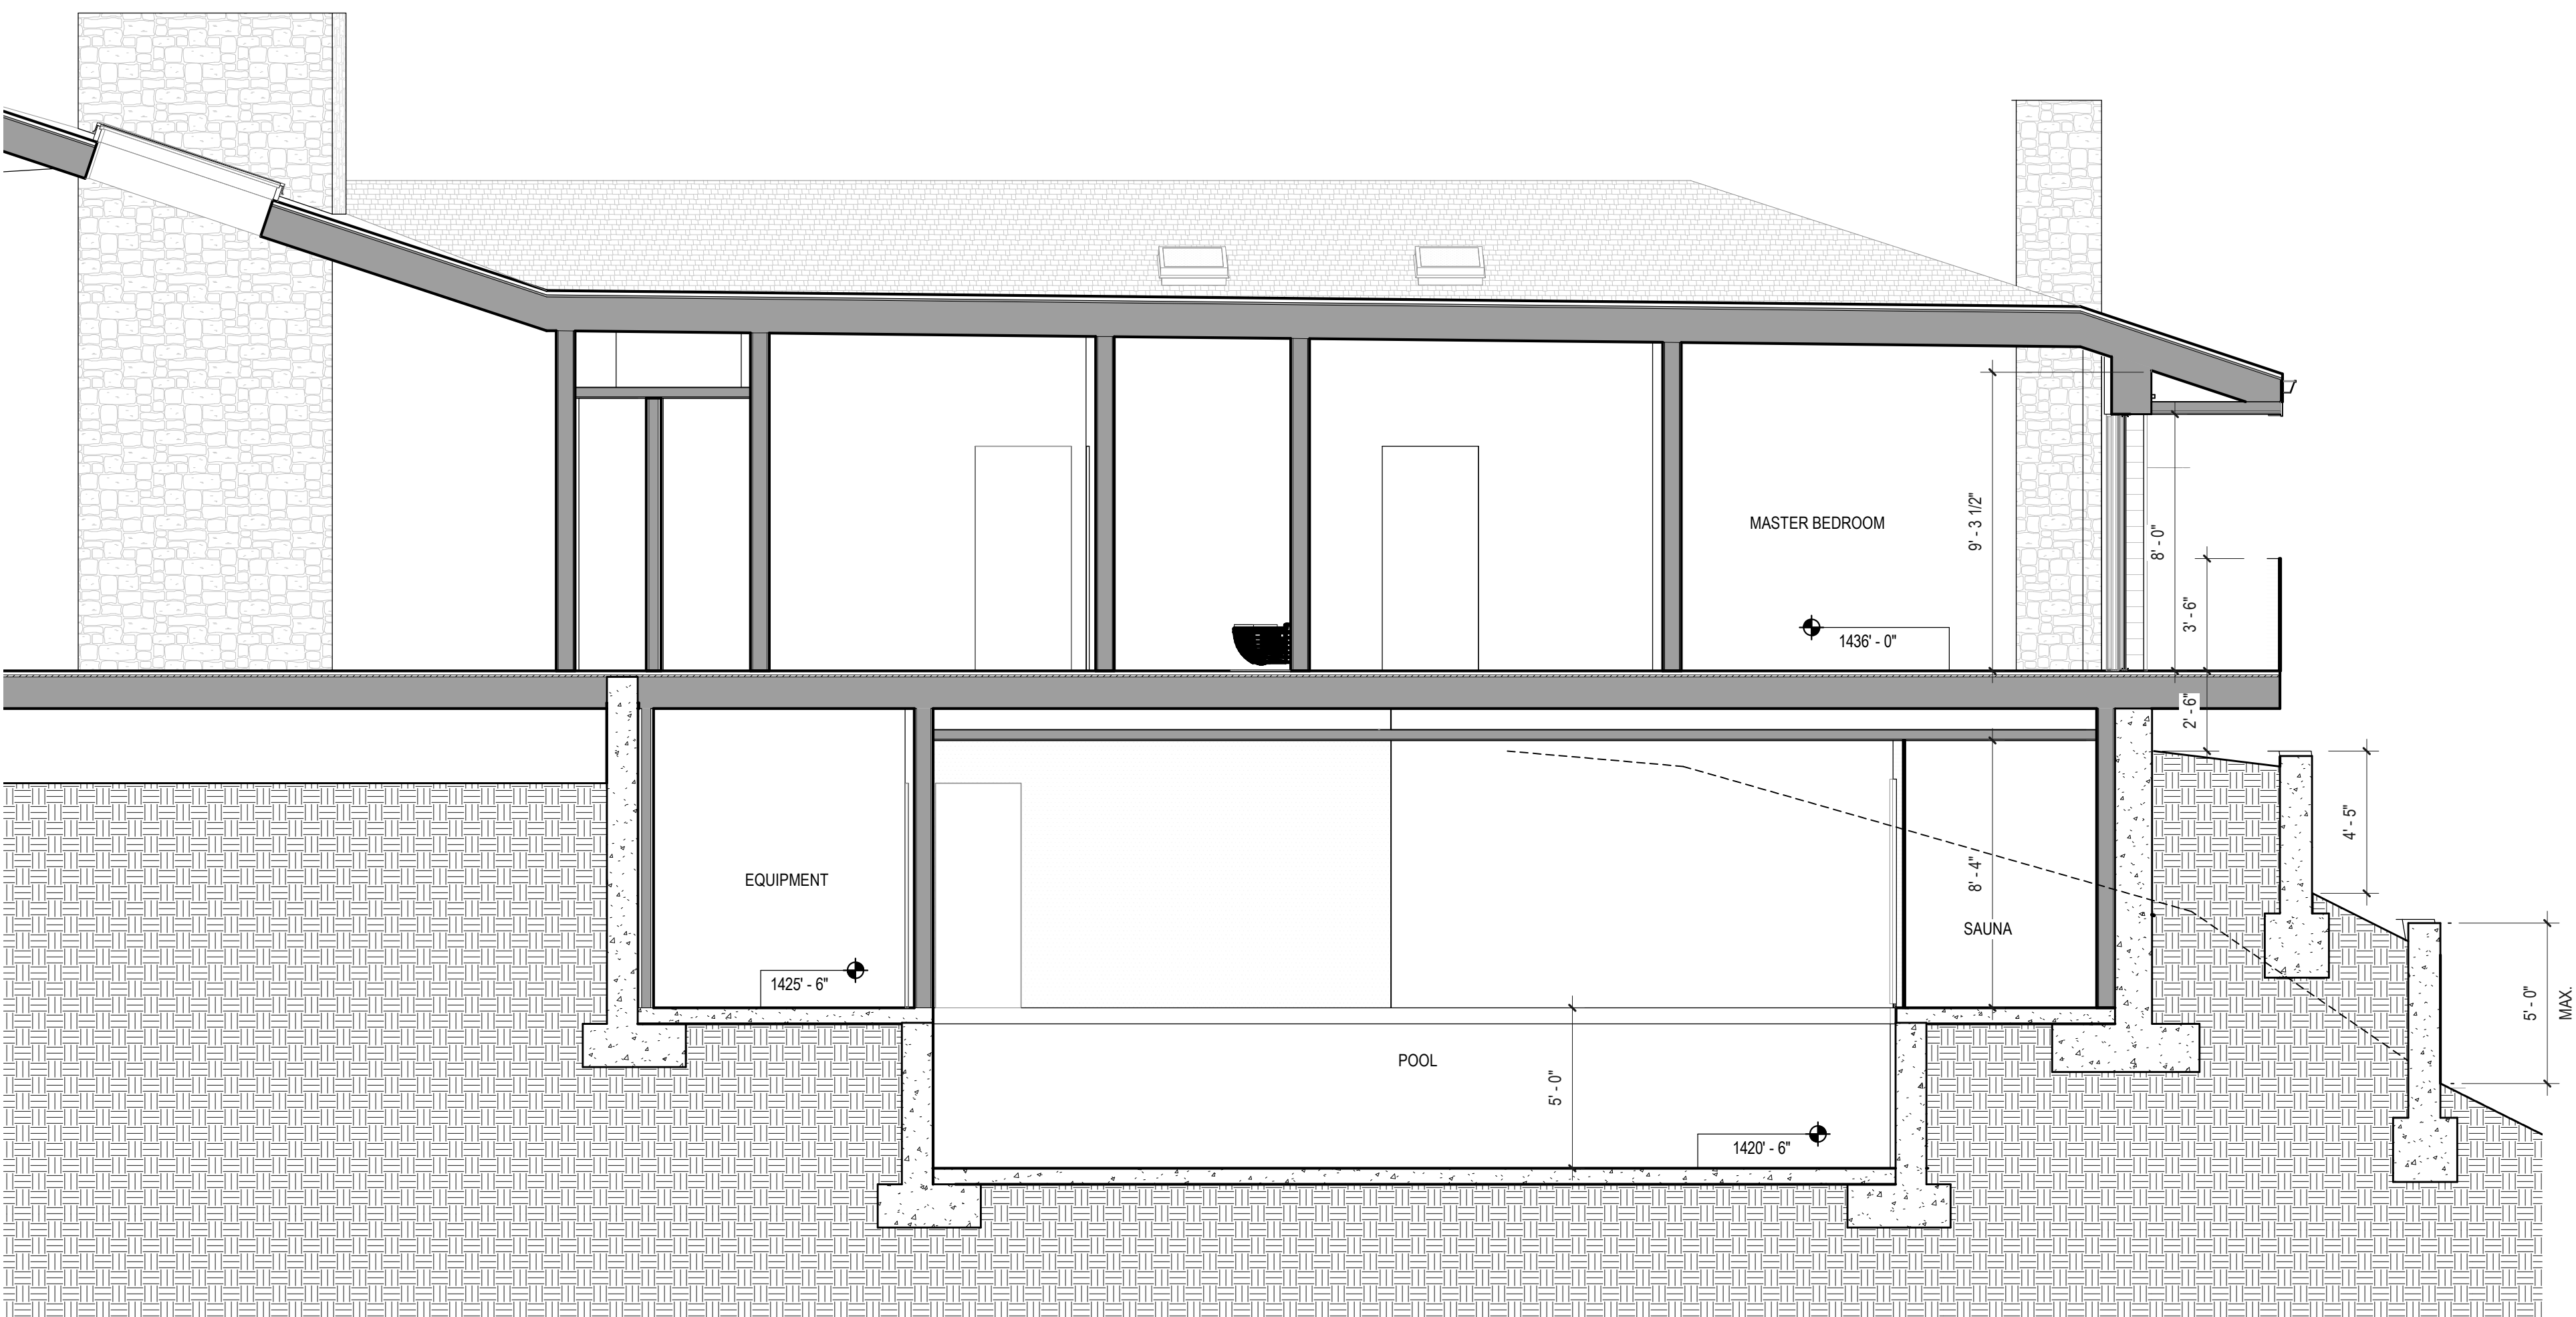 MASTER BEDROOM
9' - 3 1/2"
8' - 0"
3' - 6"
1436' - 0"
2' - 6"
4' - 5"
EQUIPMENT
8' - 4"
SAUNA
1425' - 6"
5' - 0"
MAX.
POOL
5' - 0"
1420' - 6"